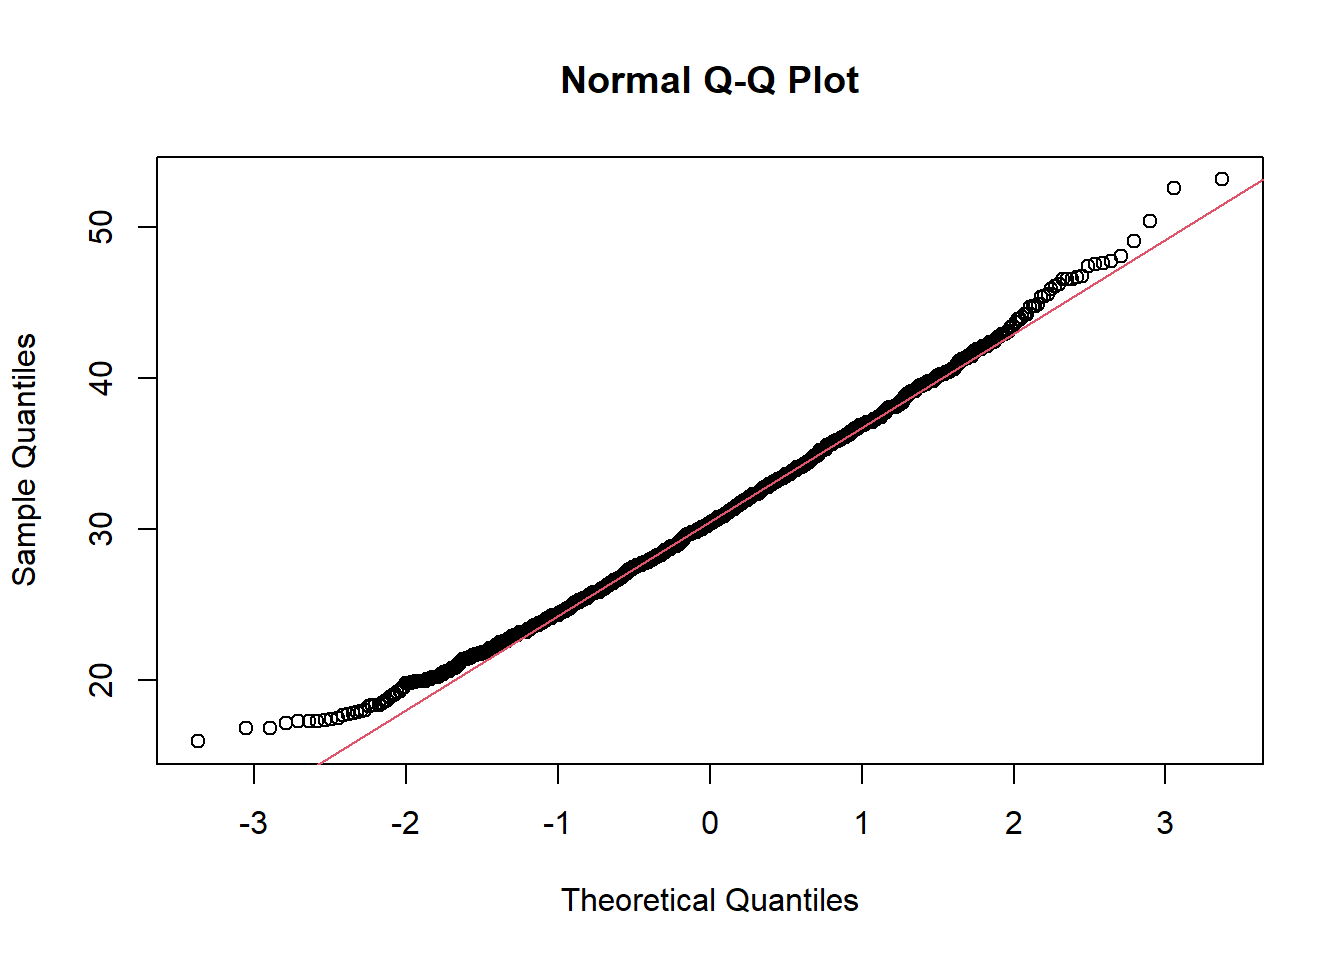 Normal Q-Q Plot
Sample Quantiles
50
40
30
20
-3 -2 -1 0 1 2 3
Theoretical Quantiles